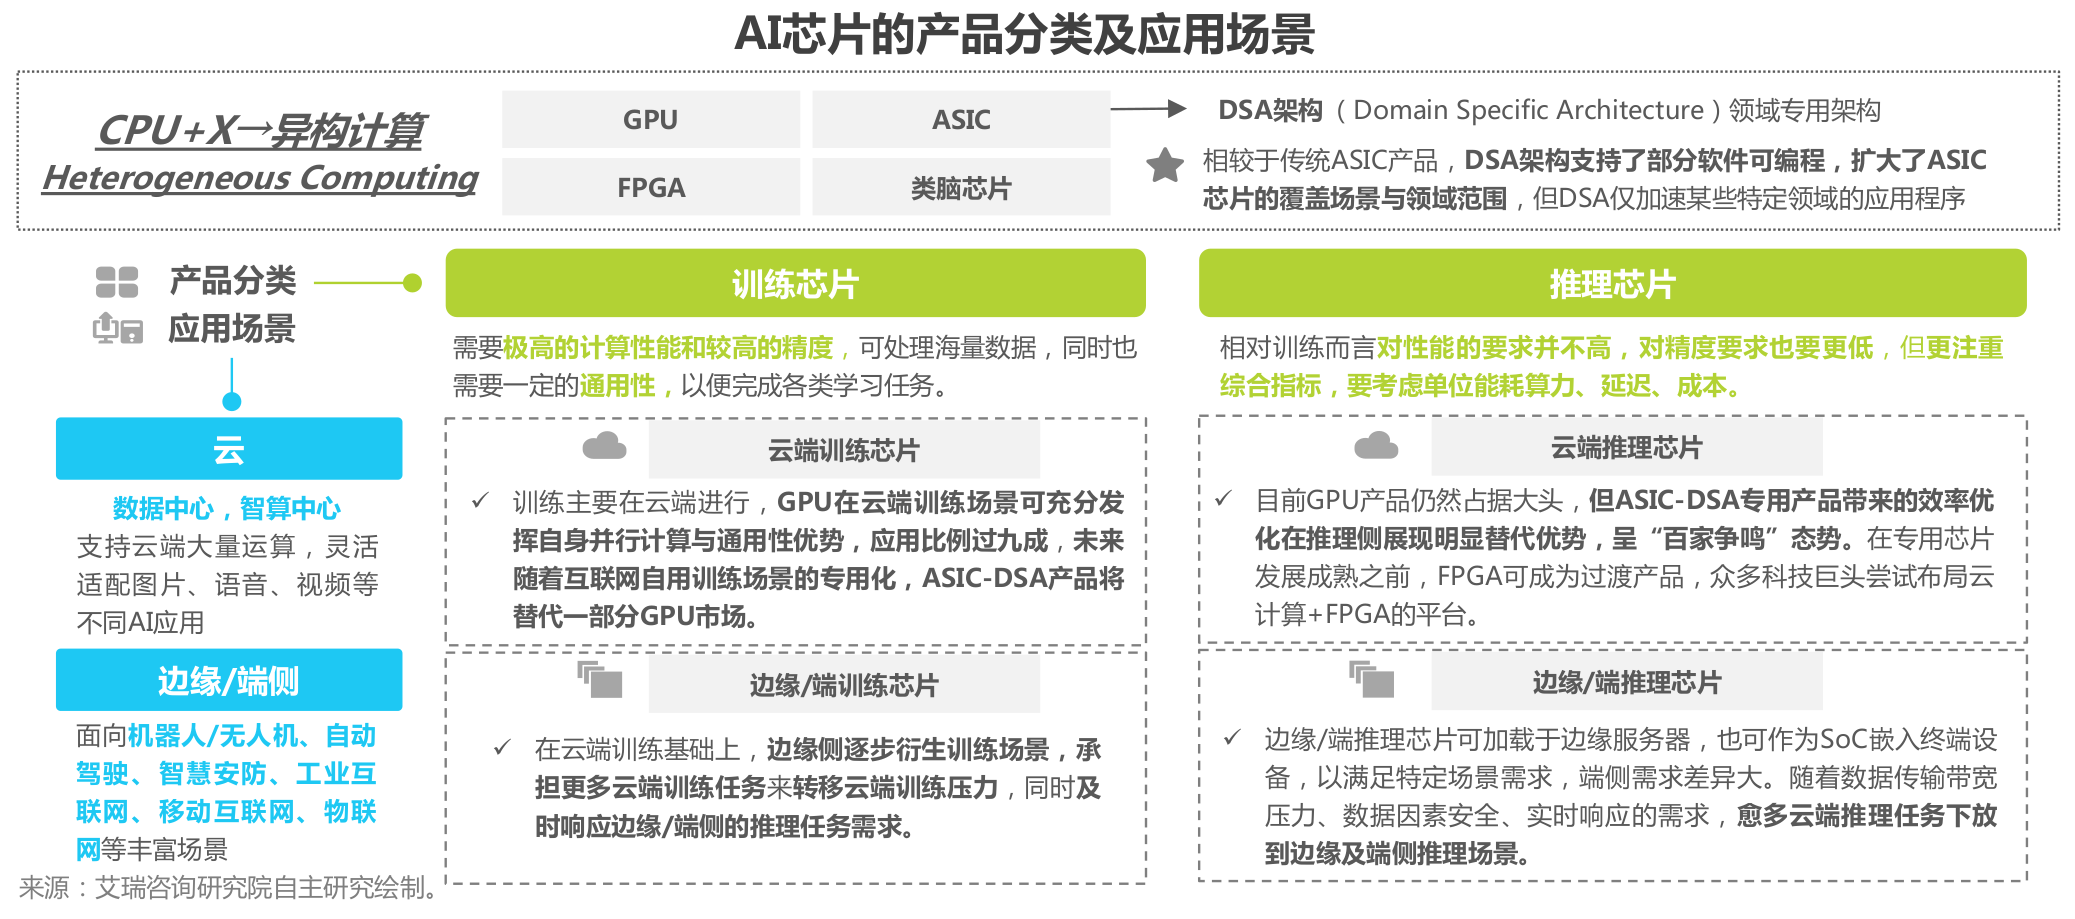 AI芯片的产品分类及应用场景
CPU+X→异构计算
Heterogeneous Computing
GPU
ASIC
FPGA
类脑芯片
DSA架构（Domain Specific Architecture）领域专用架构
相较于传统ASIC产品，DSA架构支持了部分软件可编程，扩大了ASIC
芯片的覆盖场景与领域范围，但DSA仅加速某些特定领域的应用程序
产品分类
应用场景
训练芯片
推理芯片
需要极高的计算性能和较高的精度，可处理海量数据，同时也
需要一定的通用性，以便完成各类学习任务。
相对训练而言对性能的要求并不高，对精度要求也要更低，但更注重
综合指标，要考虑单位能耗算力、延迟、成本。
云
数据中心，智算中心
支持云端大量运算，灵活
适配图片、语音、视频等
不同AI应用
云端训练芯片
训练主要在云端进行，GPU在云端训练场景可充分发
挥自身并行计算与通用性优势，应用比例过九成，未来
随着互联网自用训练场景的专用化，ASIC-DSA产品将
替代一部分GPU市场。
云端推理芯片
目前GPU产品仍然占据大头，但ASIC-DSA专用产品带来的效率优
化在推理侧展现明显替代优势，呈“百家争鸣”态势。在专用芯片
发展成熟之前，FPGA可成为过渡产品，众多科技巨头尝试布局云
计算+FPGA的平台。
边缘/端侧
面向机器人/无人机、自动
驾驶、智慧安防、工业互
联网、移动互联网、物联
网等丰富场景
边缘/端训练芯片
在云端训练基础上，边缘侧逐步衍生训练场景，承
担更多云端训练任务来转移云端训练压力，同时及
时响应边缘/端侧的推理任务需求。
边缘/端推理芯片
边缘/端推理芯片可加载于边缘服务器，也可作为SoC嵌入终端设
备，以满足特定场景需求，端侧需求差异大。随着数据传输带宽
压力、数据因素安全、实时响应的需求，愈多云端推理任务下放
到边缘及端侧推理场景。
来源：艾瑞咨询研究院自主研究绘制。